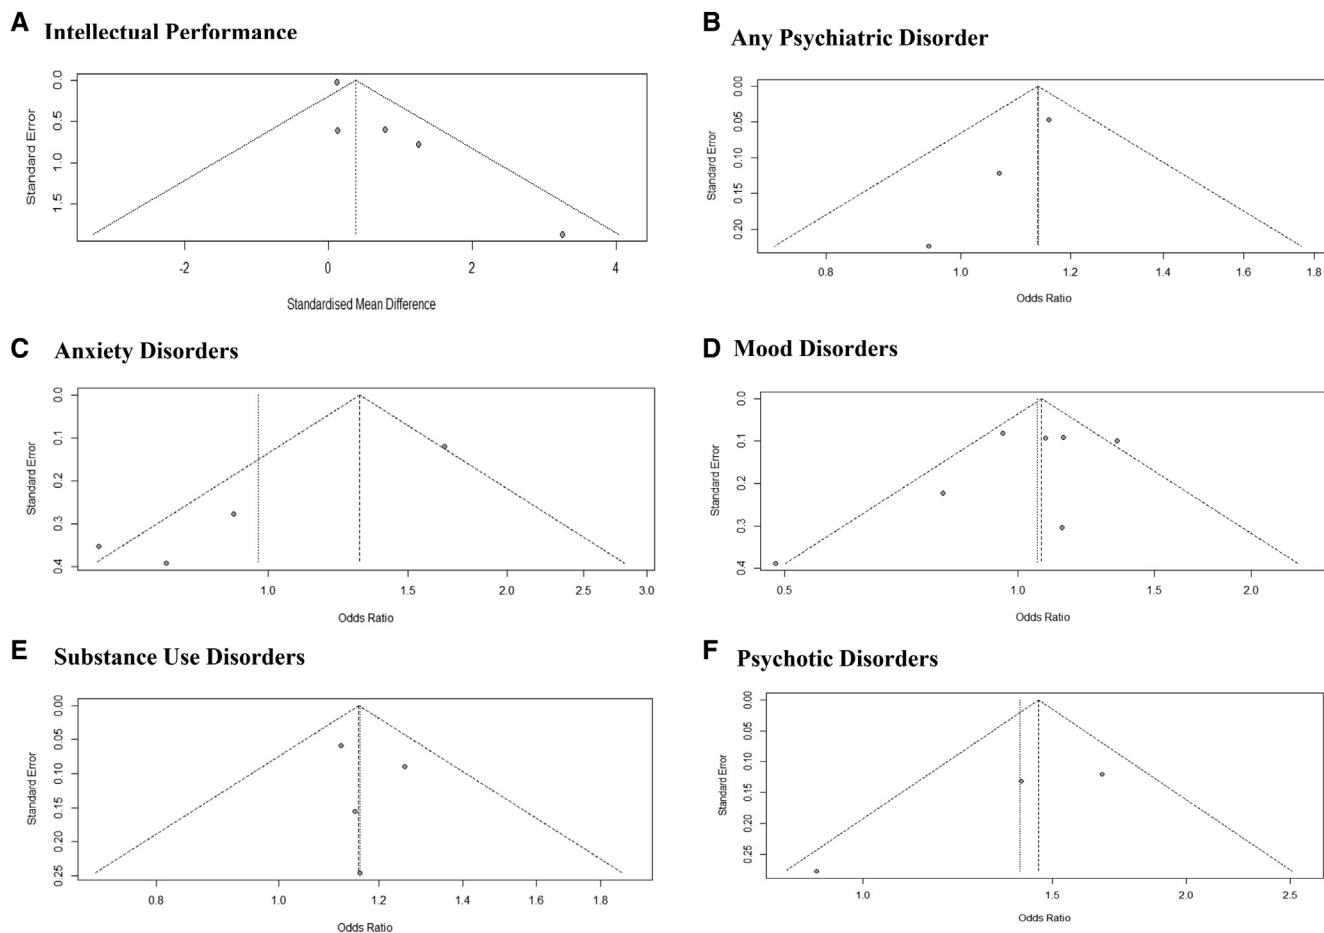 A Intellectual Performance
0.0
0.5
1.0
1.5
Standard Error
-2 0 2 4
Standardised Mean Difference
B Any Psychiatric Disorder
0.00
0.05
0.10
0.15
0.20
Standard Error
0.8 1.0 1.2 1.4 1.6 1.8
Odds Ratio
C Anxiety Disorders
0.0
0.1
0.2
0.3
0.4
Standard Error
1.0 1.5 2.0 2.5 3.0
Odds Ratio
D Mood Disorders
0.0
0.1
0.2
0.3
0.4
Standard Error
0.5 1.0 1.5 2.0
Odds Ratio
E Substance Use Disorders
0.00
0.05
0.10
0.15
0.20
0.25
Standard Error
0.8 1.0 1.2 1.4 1.6 1.8
Odds Ratio
F Psychotic Disorders
0.00
0.05
0.10
0.15
0.20
0.25
Standard Error
1.0 1.5 2.0 2.5
Odds Ratio